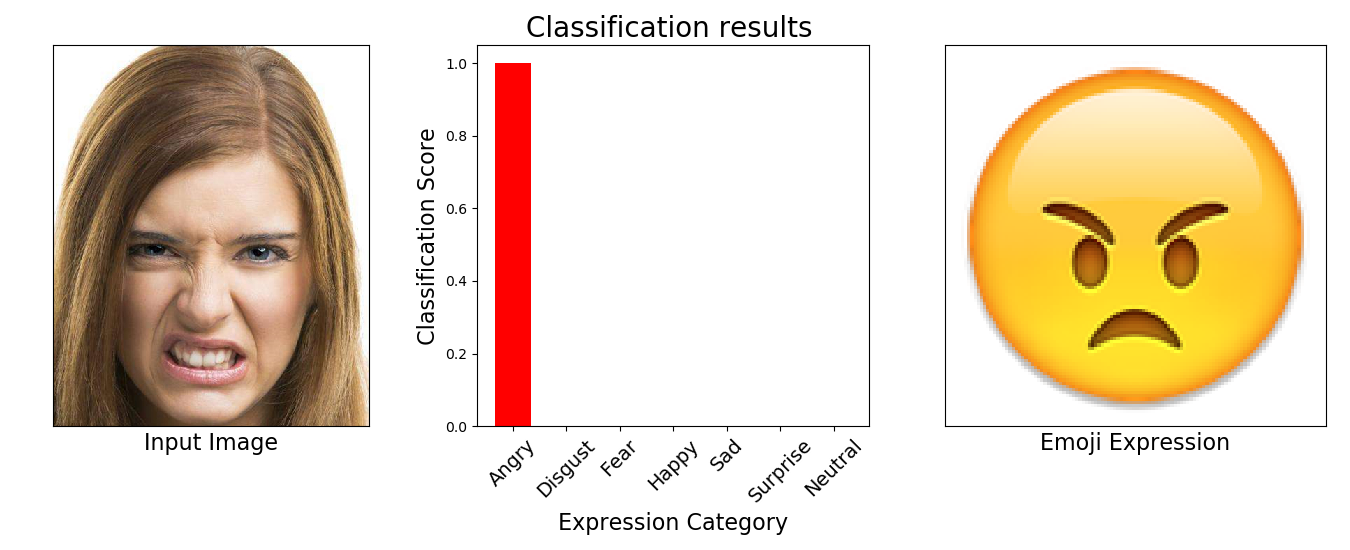 Classification results
Classification Score
1.0
0.8
0.6
0.4
0.2
0.0
Angry
Disgust
Fear
Happy
Sad
Surprise
Neutral
Expression Category
Input Image
Emoji Expression